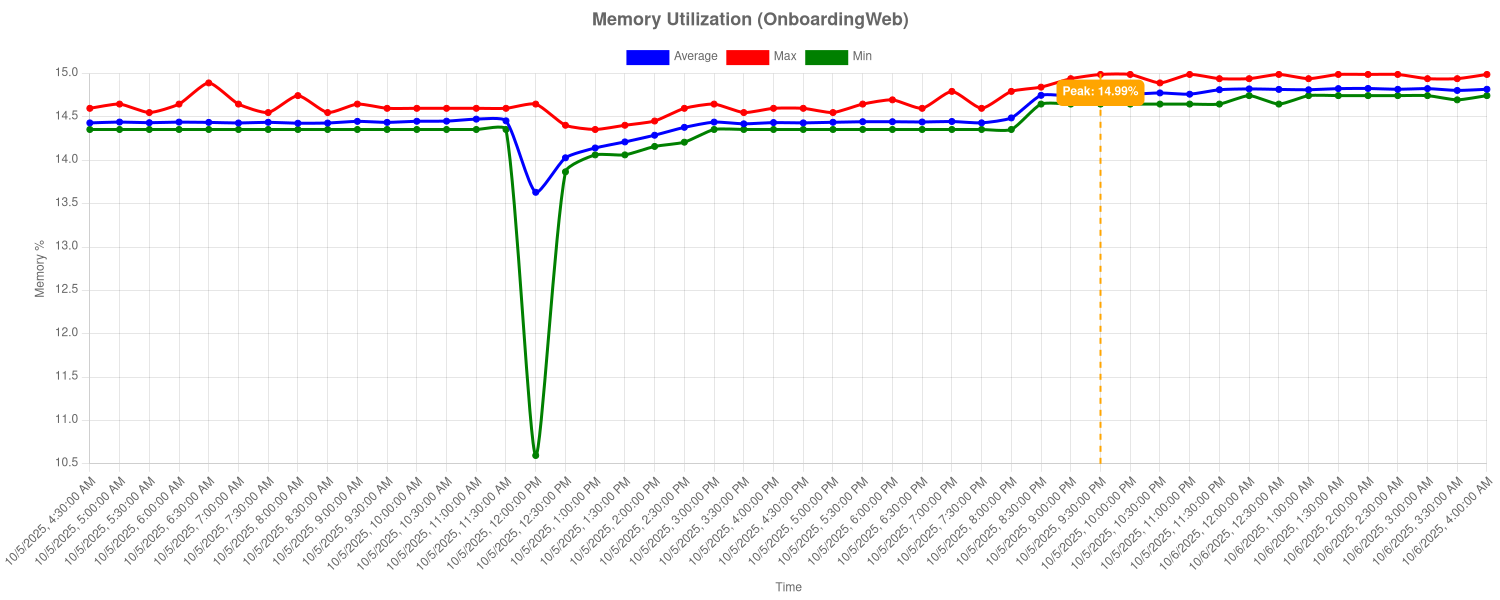 Memory Utilization (OnboardingWeb)
Average Max Min
15.0
14.5
14.0
13.5
13.0
12.5
12.0
11.5
11.0
10.5
Memory %
Peak: 14.99%
10/5/2025, 4:30:00 AM
10/5/2025, 5:00:00 AM
10/5/2025, 5:30:00 AM
10/5/2025, 6:00:00 AM
10/5/2025, 6:30:00 AM
10/5/2025, 7:00:00 AM
10/5/2025, 7:30:00 AM
10/5/2025, 8:00:00 AM
10/5/2025, 8:30:00 AM
10/5/2025, 9:00:00 AM
10/5/2025, 9:30:00 AM
10/5/2025, 10:00:00 AM
10/5/2025, 10:30:00 AM
10/5/2025, 11:00:00 AM
10/5/2025, 11:30:00 AM
10/5/2025, 12:00:00 PM
10/5/2025, 12:30:00 PM
10/5/2025, 1:00:00 PM
10/5/2025, 1:30:00 PM
10/5/2025, 2:00:00 PM
10/5/2025, 2:30:00 PM
10/5/2025, 3:00:00 PM
10/5/2025, 3:30:00 PM
10/5/2025, 4:00:00 PM
10/5/2025, 4:30:00 PM
10/5/2025, 5:00:00 PM
10/5/2025, 5:30:00 PM
10/5/2025, 6:00:00 PM
10/5/2025, 6:30:00 PM
10/5/2025, 7:00:00 PM
10/5/2025, 7:30:00 PM
10/5/2025, 8:00:00 PM
10/5/2025, 8:30:00 PM
10/5/2025, 9:00:00 PM
10/5/2025, 9:30:00 PM
10/5/2025, 10:00:00 PM
10/5/2025, 10:30:00 PM
10/5/2025, 11:00:00 PM
10/5/2025, 11:30:00 PM
10/6/2025, 12:00:00 AM
10/6/2025, 12:30:00 AM
10/6/2025, 1:00:00 AM
10/6/2025, 1:30:00 AM
10/6/2025, 2:00:00 AM
10/6/2025, 2:30:00 AM
10/6/2025, 3:00:00 AM
10/6/2025, 3:30:00 AM
10/6/2025, 4:00:00 AM
Time